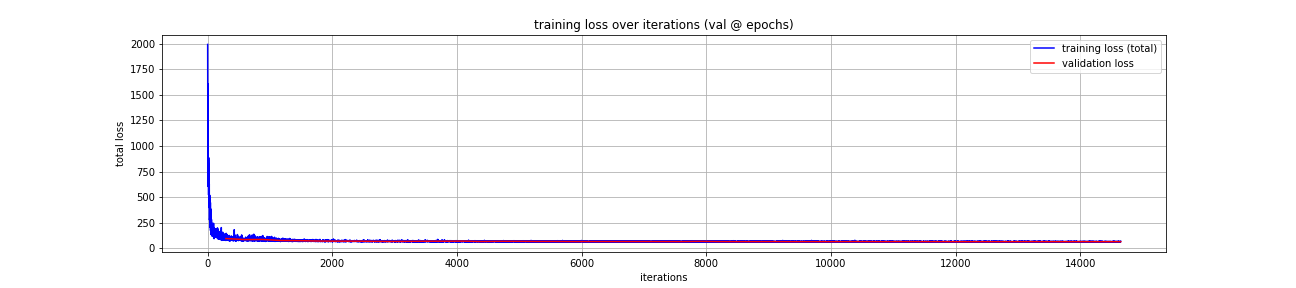 training loss over iterations (val @ epochs)
training loss (total)
validation loss
total loss
2000
1750
1500
1250
1000
750
500
250
0
0 2000 4000 6000 8000 10000 12000 14000
iterations